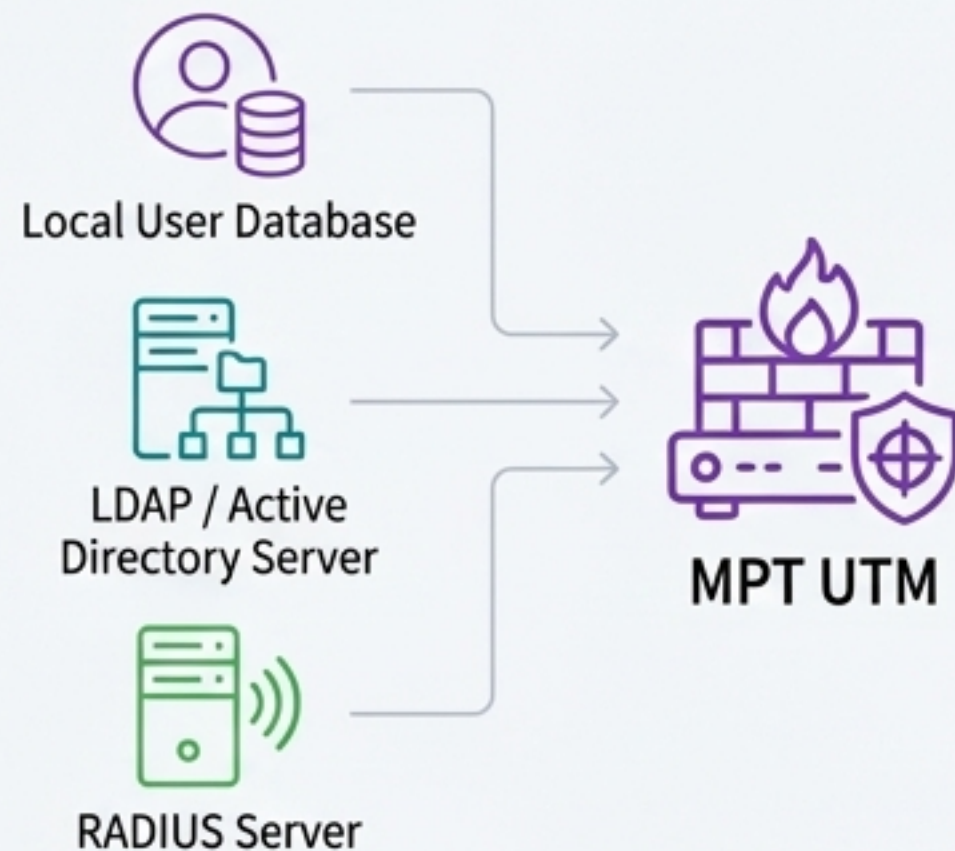 Local User Database
LDAP / Active
Directory Server
MPT UTM
RADIUS Server